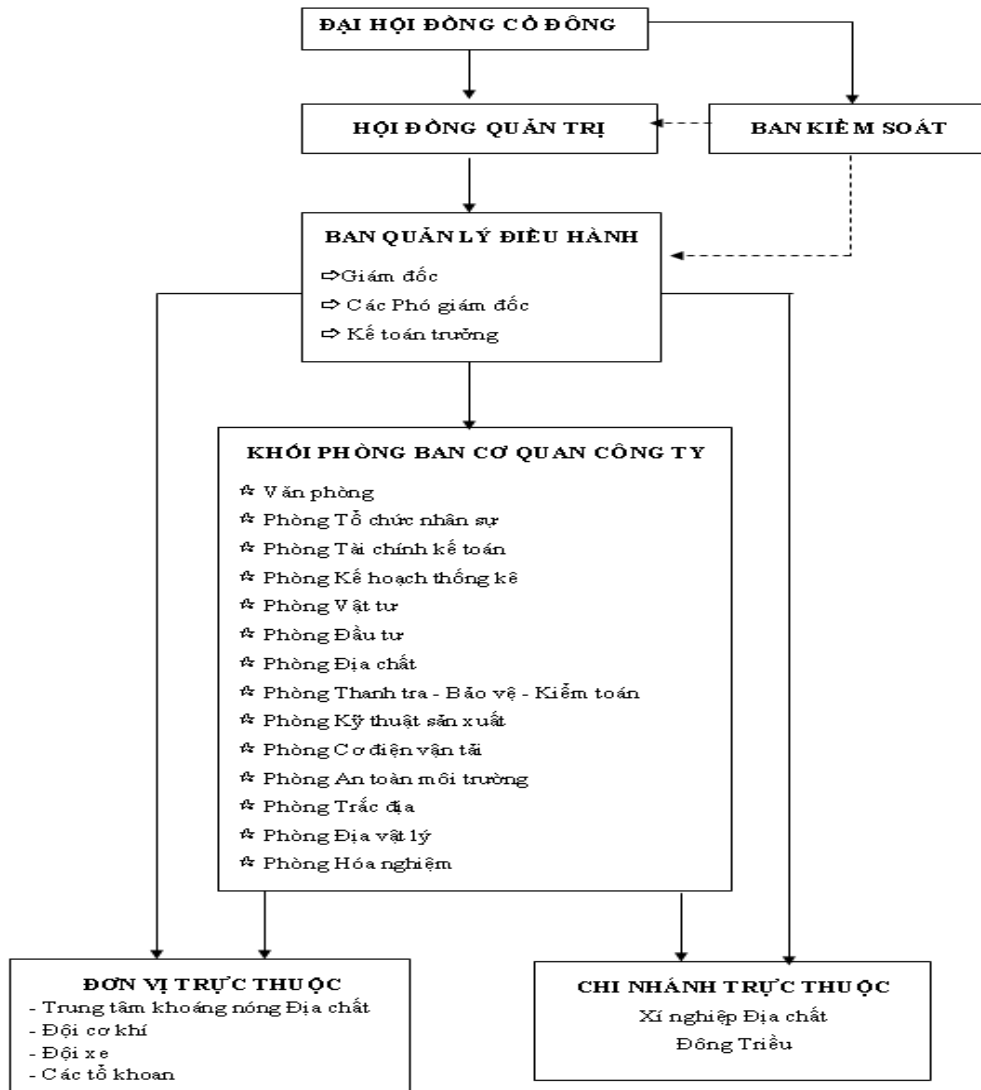 ĐẠI HỘI ĐỒNG CỔ ĐÔNG
HỘI ĐỒNG QUẢN TRỊ
BAN KIỂM SOÁT
BAN QUẢN LÝ ĐIỀU HÀNH
⇨Giám đốc
⇨ Các Phó giám đốc
⇨ Kế toán trưởng
KHỐI PHÒNG BAN CƠ QUAN CÔNG TY
☆ Văn phòng
☆ Phòng Tổ chức nhân sự
☆ Phòng Tài chính kế toán
☆ Phòng Kế hoạch thống kê
☆ Phòng Vật tư
☆ Phòng Đầu tư
☆ Phòng Địa chất
☆ Phòng Thanh tra - Bảo vệ - Kiểm toán
☆ Phòng Kỹ thuật sản xuất
☆ Phòng Cơ điện vận tải
☆ Phòng An toàn môi trường
☆ Phòng Trắc địa
☆ Phòng Địa vật lý
☆ Phòng Hóa nghiệm
ĐƠN VỊ TRỰC THUỘC
- Trung tâm khoáng nóng Địa chất
- Đội cơ khí
- Đội xe
- Các tổ khoan
CHI NHÁNH TRỰC THUỘC
Xí nghiệp Địa chất
Đông Triều